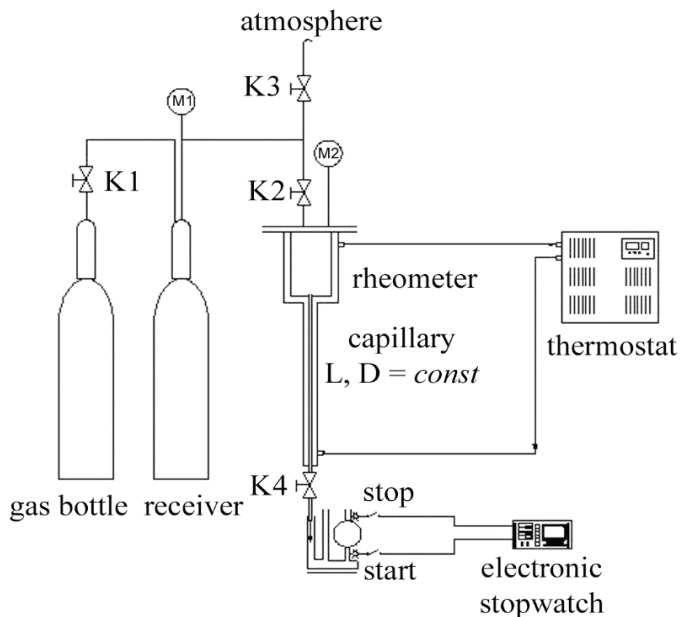 atmosphere
K3
M1
M2
K1
K2
rheometer
capillary
L, D = const
thermostat
K4
stop
gas bottle
receiver
start
electronic
stopwatch